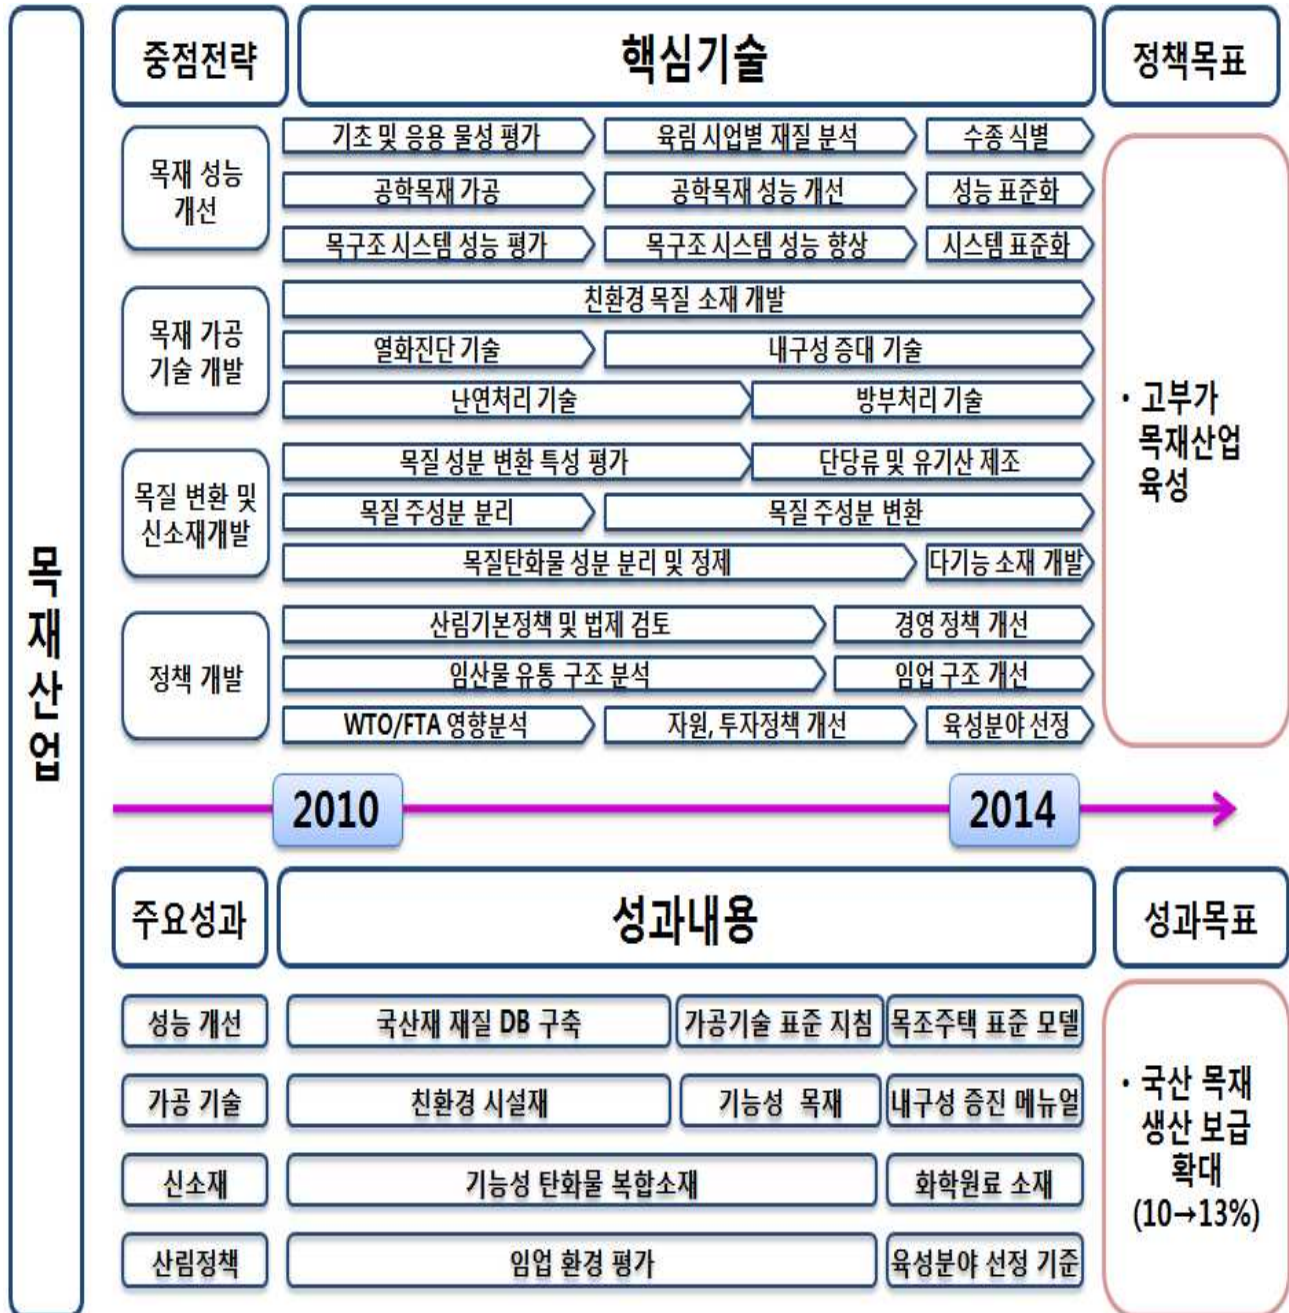 목재산업
중점전략
핵심기술
정책목표
목재 성능
개선
기초 및 응용 물성 평가
육림 시업별 재질 분석
수종 식별
공학목재 가공
공학목재 성능 개선
성능 표준화
목구조 시스템 성능 평가
목구조 시스템 성능 향상
시스템 표준화
목재 가공
기술 개발
친환경 목질 소재 개발
열화진단 기술
내구성 증대 기술
난연처리 기술
방부처리 기술
목질 변환 및
신소재개발
목질 성분 변환 특성 평가
단당류 및 유기산 제조
목질 주성분 분리
목질 주성분 변환
목질탄화물 성분 분리 및 정제
다기능 소재 개발
정책 개발
산림기본정책 및 법제 검토
경영 정책 개선
임산물 유통 구조 분석
임업 구조 개선
WTO/FTA 영향분석
자원, 투자정책 개선
육성분야 선정
• 고부가
목재산업
육성
2010
2014
주요성과
성과내용
성과목표
성능 개선
국산재 재질 DB 구축
가공기술 표준 지침
목조주택 표준 모델
가공 기술
친환경 시설재
기능성 목재
내구성 증진 메뉴얼
신소재
기능성 탄화물 복합소재
화학원료 소재
산림정책
임업 환경 평가
육성분야 선정 기준
• 국산 목재
생산 보급
확대
(10→13%)